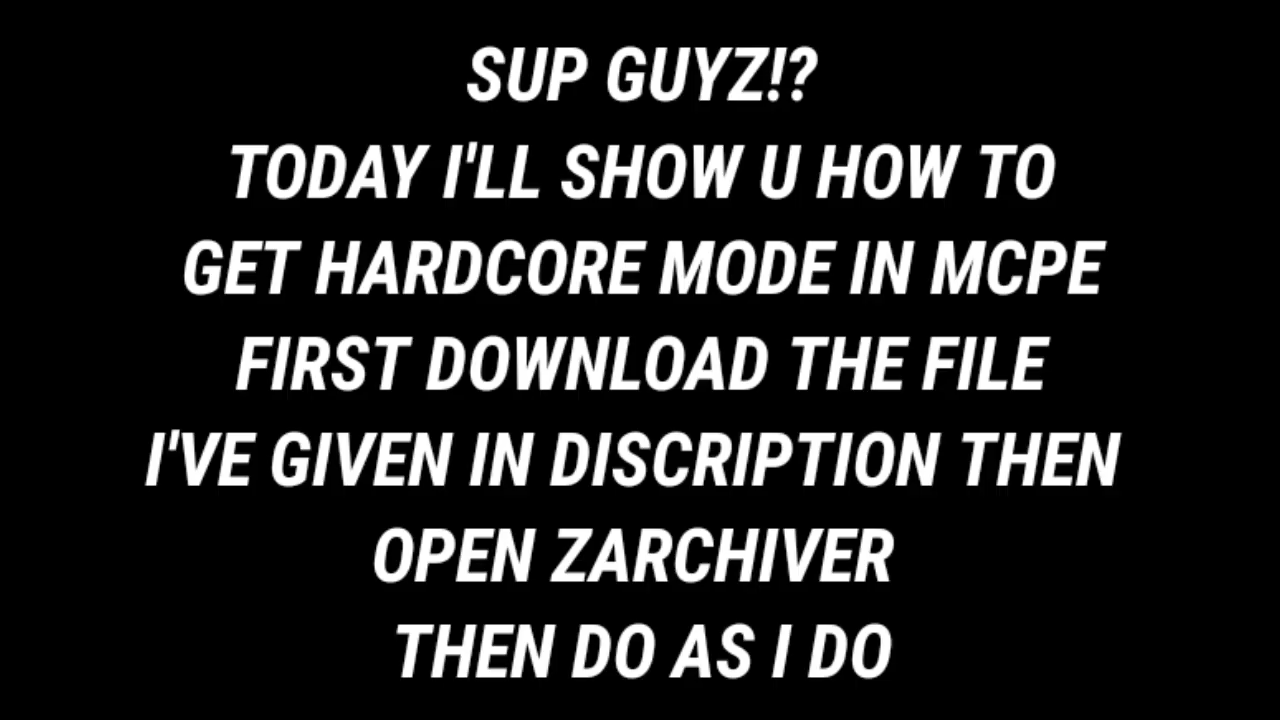 SUP GUYZ!?
TODAY I'LL SHOW U HOW TO
GET HARDCORE MODE IN MCPE
FIRST DOWNLOAD THE FILE
I'VE GIVEN IN DISCRIPTION THEN
OPEN ZARCHIVER
THEN DO AS I DO